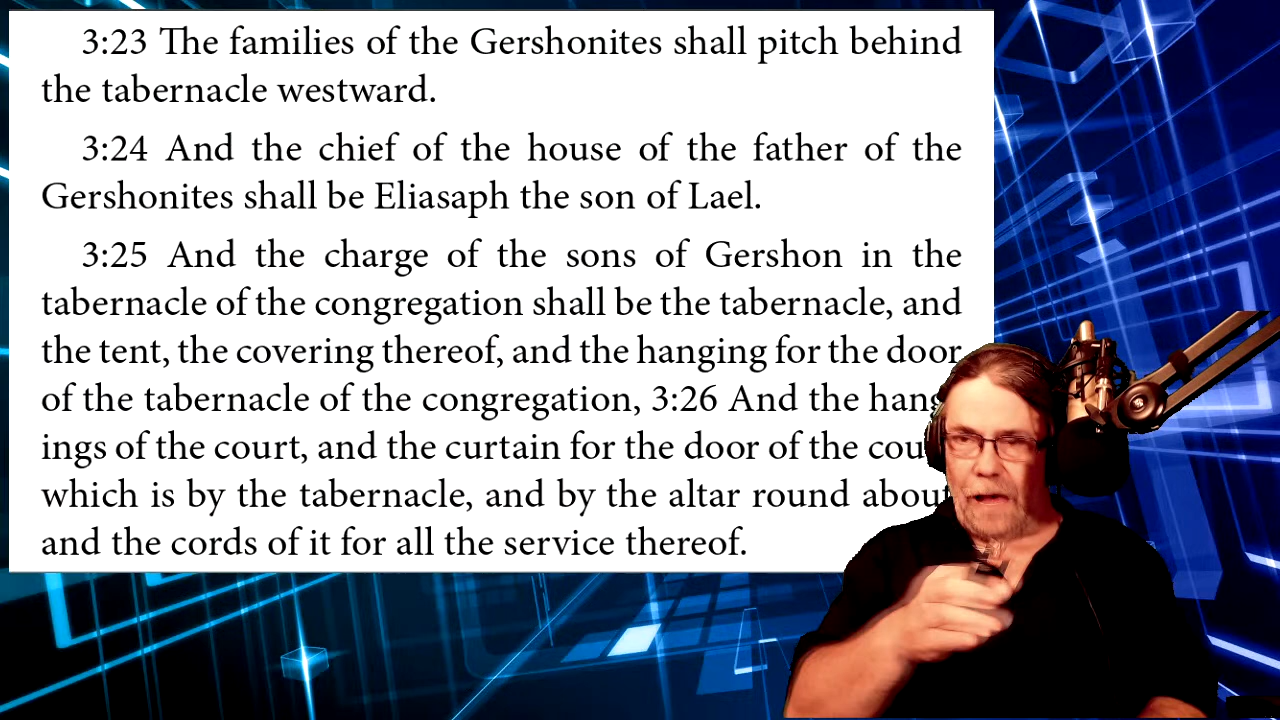 3:23 The families of the Gershonites shall pitch behind
the tabernacle westward.
3:24 And the chief of the house of the father of the
Gershonites shall be Eliasaph the son of Lael.
3:25 And the charge of the sons of Gershon in the
tabernacle of the congregation shall be the tabernacle, and
the tent, the covering thereof, and the hanging for the door
of the tabernacle of the congregation, 3:26 And the hang
ings of the court, and the curtain for the door of the
which is by the tabernacle, and by the altar round about
and the cords of it for all the service thereof.